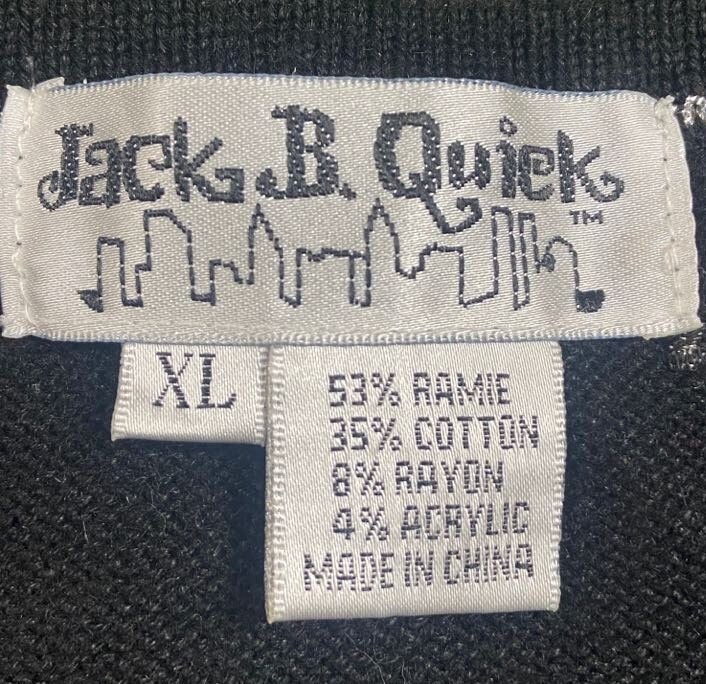 Jack B. Quick
TM
XL
53% RAMIE
35% COTTON
8% RAYON
4% ACRYLIC
MADE IN CHINA